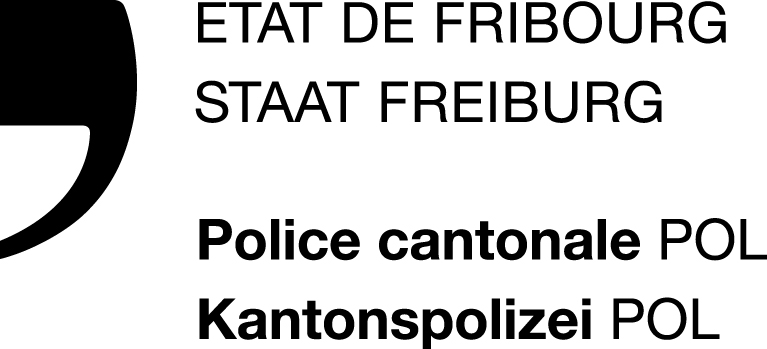 ETAT DE FRIBOURG
STAAT FREIBURG
Police cantonale POL
Kantonspolizei POL